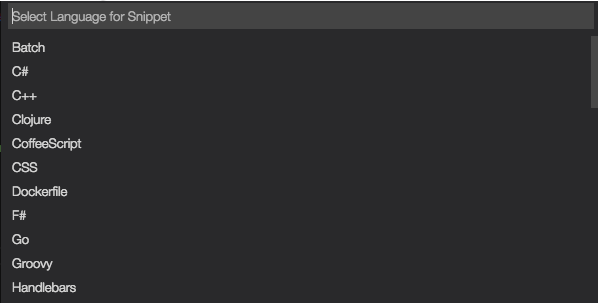 Select Language for Snippet
Batch
C#
C++
Clojure
CoffeeScript
CSS
Dockerfile
F#
Go
Groovy
Handlebars